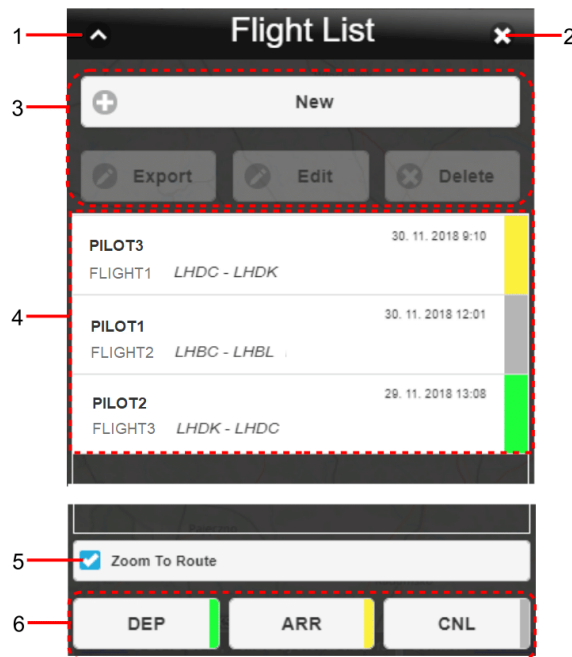 1
Flight List
2
3
New
Export
Edit
Delete
4
PILOT3
30. 11. 2018 9:10
FLIGHT1 LHDC - LHDK
PILOT1
30. 11. 2018 12:01
FLIGHT2 LHBC - LHBL
PILOT2
29. 11. 2018 13:08
FLIGHT3 LHDK - LHDC
5
Zoom To Route
6
DEP
ARR
CNL